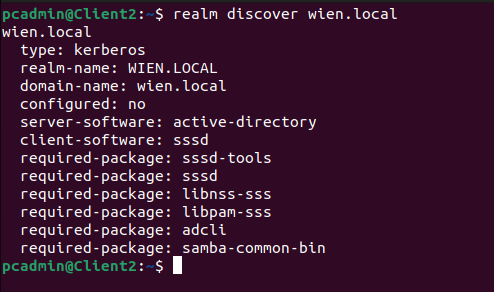 pcadmin@Client2:~$ realm discover wien.local
wien.local
  type: kerberos
  realm-name: WIEN.LOCAL
  domain-name: wien.local
  configured: no
  server-software: active-directory
  client-software: sssd
  required-package: sssd-tools
  required-package: sssd
  required-package: libnss-sss
  required-package: libpam-sss
  required-package: adcli
  required-package: samba-common-bin
pcadmin@Client2:~$